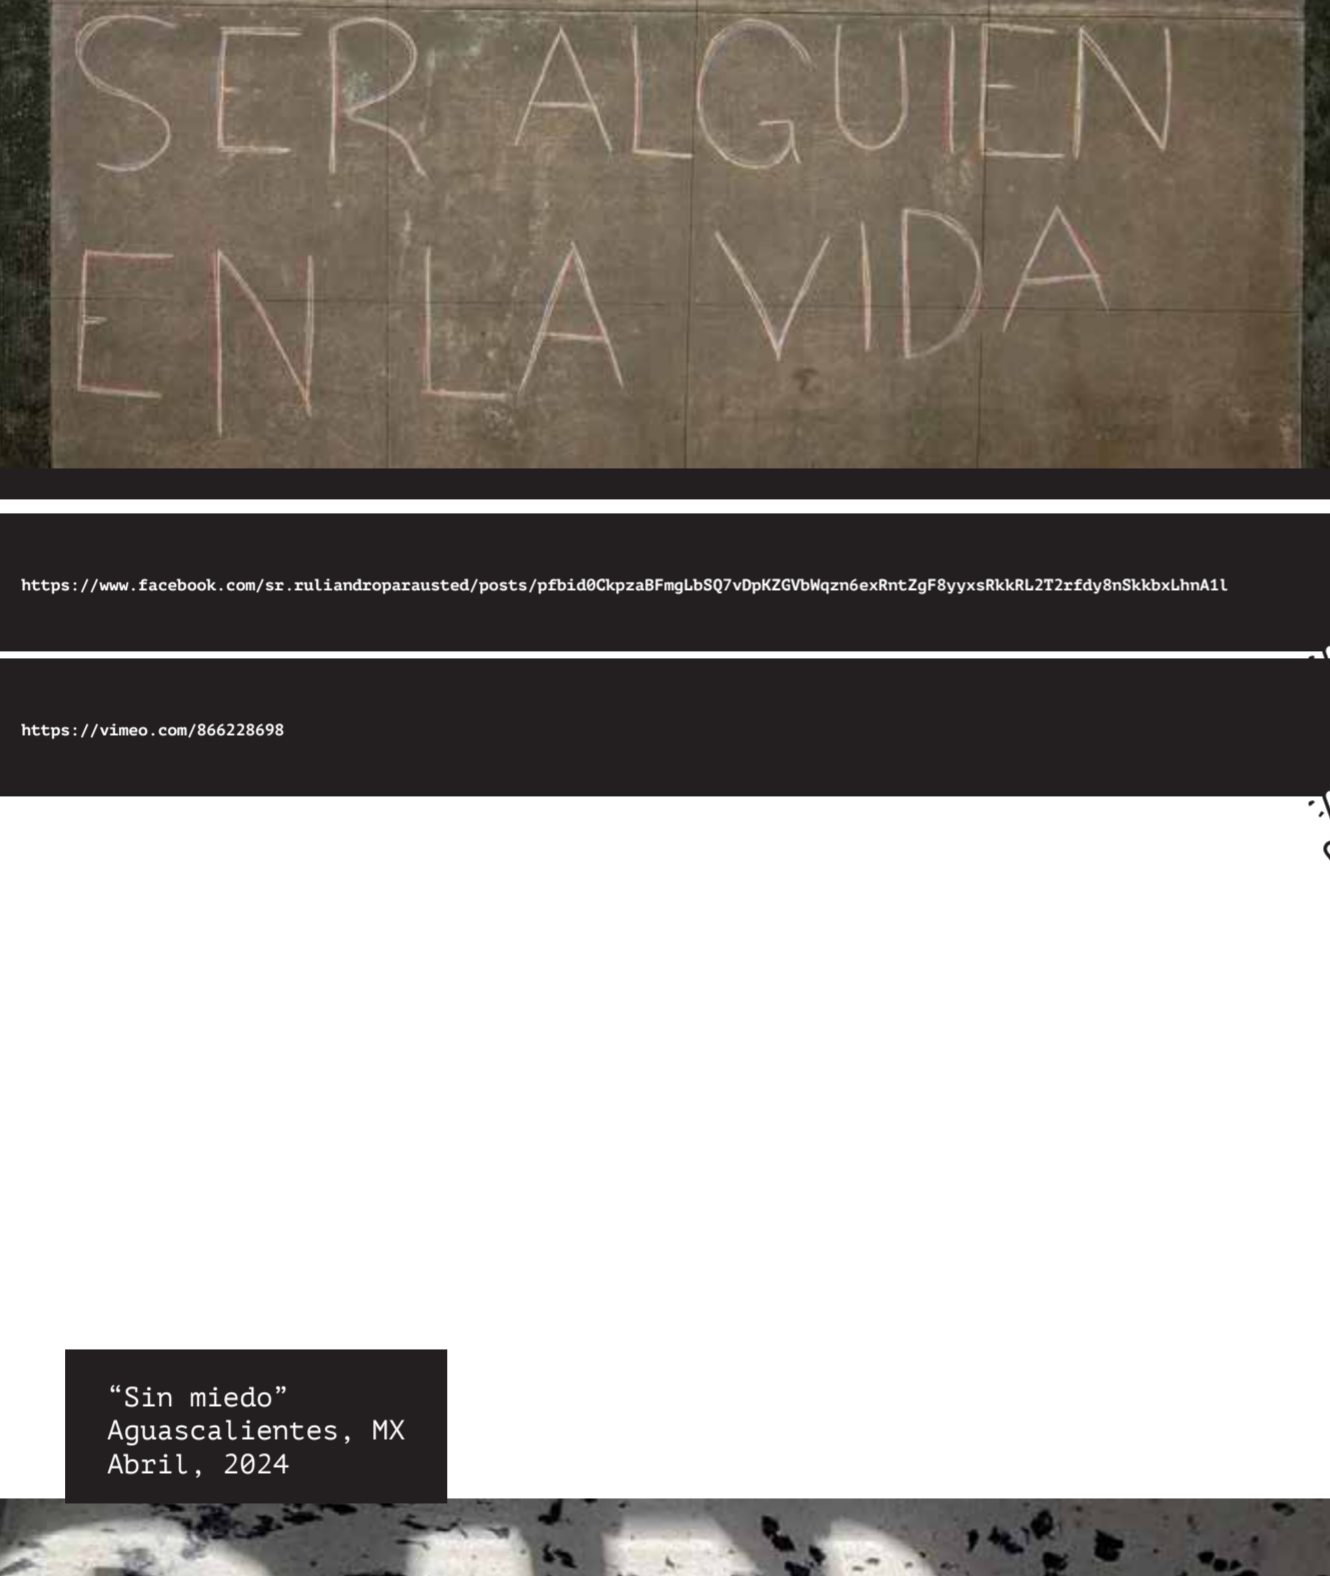 SER ALGUIEN
EN LA VIDA
https://www.facebook.com/sr.ruliandroparausted/posts/pfbid0CkpzaBFmgLbSQ7vDpKZGVbWqzn6exRntZgF8yyxsRkkRL2T2rfdy8nSkkbxLhnA1l
https://vimeo.com/866228698
“Sin miedo”
Aguascalientes, MX
Abril, 2024